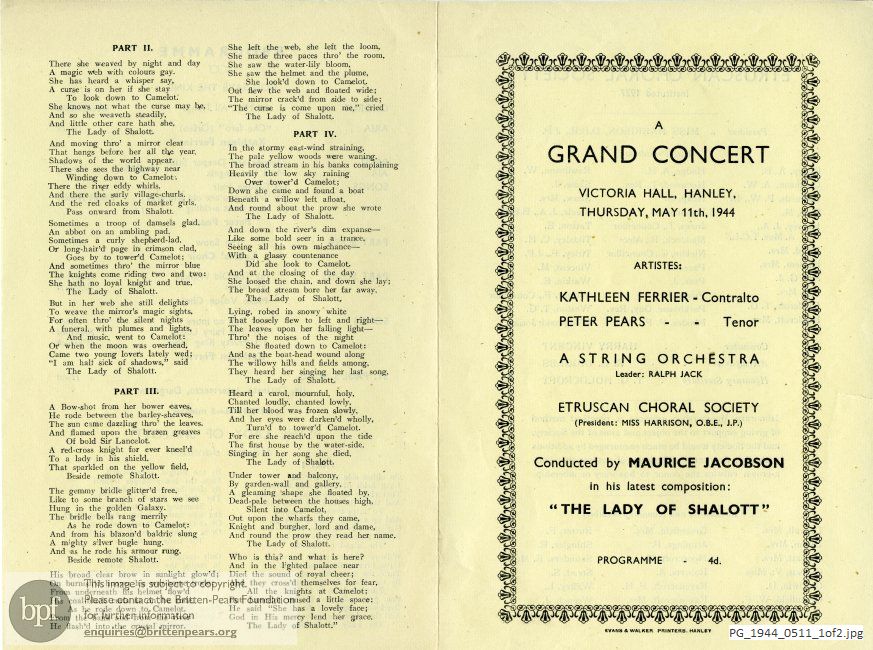 PART II.
There she weaved by night and day
A magic web with colours gay.
She has heard a whisper say,
A curse is on her if she stay
To look down to Camelot.
She knows not what the curse may be,
And so she weaveth steadily,
And little other care hath she,
The Lady of Shalott.
And moving thro' a mirror clear
That hangs before her all the year,
Shadows of the world appear.
There she sees the highway near
Winding down to Camelot:
There the river eddy whirls,
And there the surly village-churls,
And the red cloaks of market girls.
Pass onward from Shalott.
Sometimes a troop of damsels glad,
An abbot on an ambling pad.
Sometimes a curly shepherd-lad,
Or long-hair'd page in crimson clad,
Goes by to tower'd Camelot;
And sometimes thro' the mirror blue
The knights come riding two and two:
She hath no loyal knight and true,
The Lady of Shalott.
But in her web she still delights
To weave the mirror's magic sights,
For often thro' the silent nights
A funeral, with plumes and lights,
And music, went to Camelot:
Or when the moon was overhead,
Came two young lovers lately wed;
"I am half sick of shadows," said
The Lady of Shalott.
PART III.
A Bow-shot from her bower eaves,
He rode between the barley-sheaves,
The sun came dazzling thro' the leaves.
And flamed upon the brazen greaves
Of bold Sir Lancelot.
A red-cross knight for ever kneel'd
To a lady in his shield,
That sparkled on the yellow field,
Beside remote Shalott.
The gemmy bridle glitter'd free,
Like to some branch of stars we see
Hung in the golden Galaxy.
The bridle bells rang merrily
As he rode down to Camelot:
And from his blazon'd baldric slung
A mighty silver bugle hung,
And as he rode his armour rung.
Beside remote Shalott.
His broad clear brow in sunlight glow'd;
From underneath his helmet flow'd
As he rode down to Camelot.
He flash'd into the crystal mirror.
She left the web, she left the loom,
She made three paces thro' the room,
She saw the water-lily bloom,
She saw the helmet and the plume,
She look'd down to Camelot.
Out flew the web and floated wide;
The mirror crack'd from side to side;
"The curse is come upon me," cried
The Lady of Shalott.
PART IV.
In the stormy east-wind straining,
The pale yellow woods were waning.
The broad stream in his banks complaining
Heavily the low sky raining
Over tower'd Camelot;
Down she came and found a boat
Beneath a willow left afloat,
And round about the prow she wrote
The Lady of Shalott.
And down the river's dim expanse—
Like some bold seer in a trance,
Seeing all his own mischance—
With a glassy countenance
Did she look to Camelot.
And at the closing of the day
She loosed the chain, and down she lay;
The broad stream bore her far away,
The Lady of Shalott.
Lying, robed in snowy white
That loosely flew to left and right—
The leaves upon her falling light—
Thro' the noises of the night
She floated down to Camelot:
And as the boat-head wound along
The willowy hills and fields among,
They heard her singing her last song,
The Lady of Shalott.
Heard a carol, mournful, holy,
Chanted loudly, chanted lowly,
Till her blood was frozen slowly,
And her eyes were darken'd wholly,
Turn'd to tower'd Camelot.
For ere she reach'd upon the tide
The first house by the water-side,
Singing in her song she died,
The Lady of Shalott.
Under tower and balcony,
By garden-wall and gallery,
A gleaming shape she floated by,
Dead-pale between the houses high,
Silent into Camelot,
Out upon the wharfs they came,
Knight and burgher, lord and dame,
And round the prow they read her name.
The Lady of Shalott.
Who is this? and what is here?
And in the lighted palace near
Died the sound of royal cheer;
they cross'd themselves for fear,
All the knights at Camelot:
mused a little space;
He said "She has a lovely face;
God in His mercy lend her grace.
The Lady of Shalott."
bpf
This image is subject to copyright.
Please contact the Britten-Pears Foundation
for further information
enquiries@brittenpears.org
A
GRAND CONCERT
VICTORIA HALL, HANLEY,
THURSDAY, MAY 11th, 1944
ARTISTES:
KATHLEEN FERRIER - Contralto
PETER PEARS - - Tenor
A STRING ORCHESTRA
Leader: RALPH JACK
ETRUSCAN CHORAL SOCIETY
(President: MISS HARRISON, O.B.E., J.P.)
Conducted by MAURICE JACOBSON
in his latest composition:
"THE LADY OF SHALOTT"
PROGRAMME - 4d.
EVANS & WALKER, PRINTERS, HANLEY
PG_1944_0511_1of2.jpg